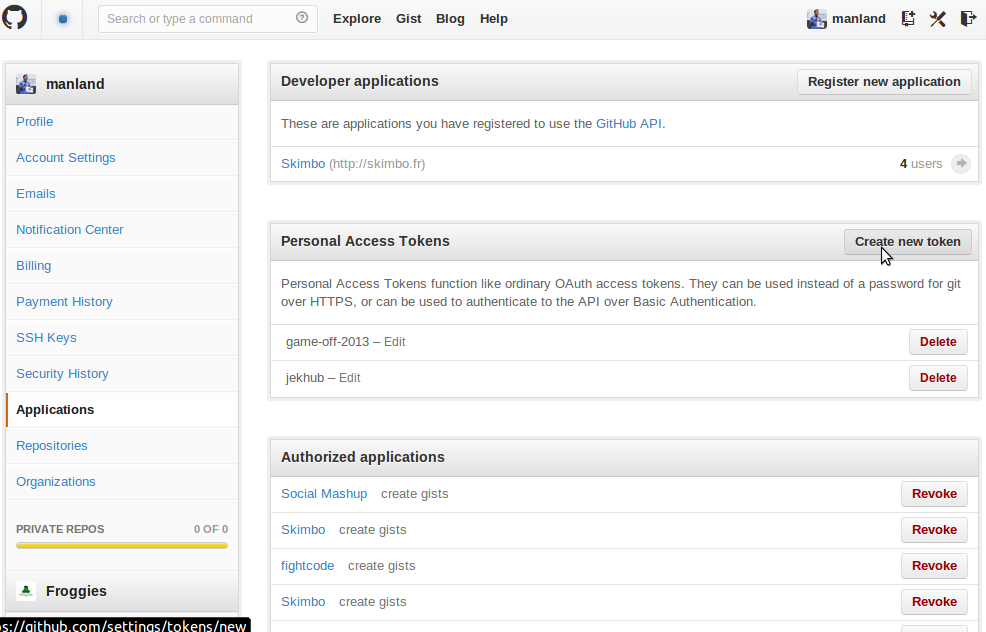 Search or type a command
Explore Gist Blog Help
manland
manland
Profile
Account Settings
Emails
Notification Center
Billing
Payment History
SSH Keys
Security History
Applications
Repositories
Organizations
PRIVATE REPOS 0 OF 0
Froggies
Developer applications
Register new application
These are applications you have registered to use the GitHub API.
Skimbo (http://skimbo.fr)
4 users
Personal Access Tokens
Create new token
Personal Access Tokens function like ordinary OAuth access tokens. They can be used instead of a password for git
over HTTPS, or can be used to authenticate to the API over Basic Authentication.
game-off-2013 – Edit
Delete
jekhub – Edit
Delete
Authorized applications
Social Mashup create gists
Revoke
Skimbo create gists
Revoke
fightcode create gists
Revoke
Skimbo create gists
Revoke
ps://github.com/settings/tokens/new